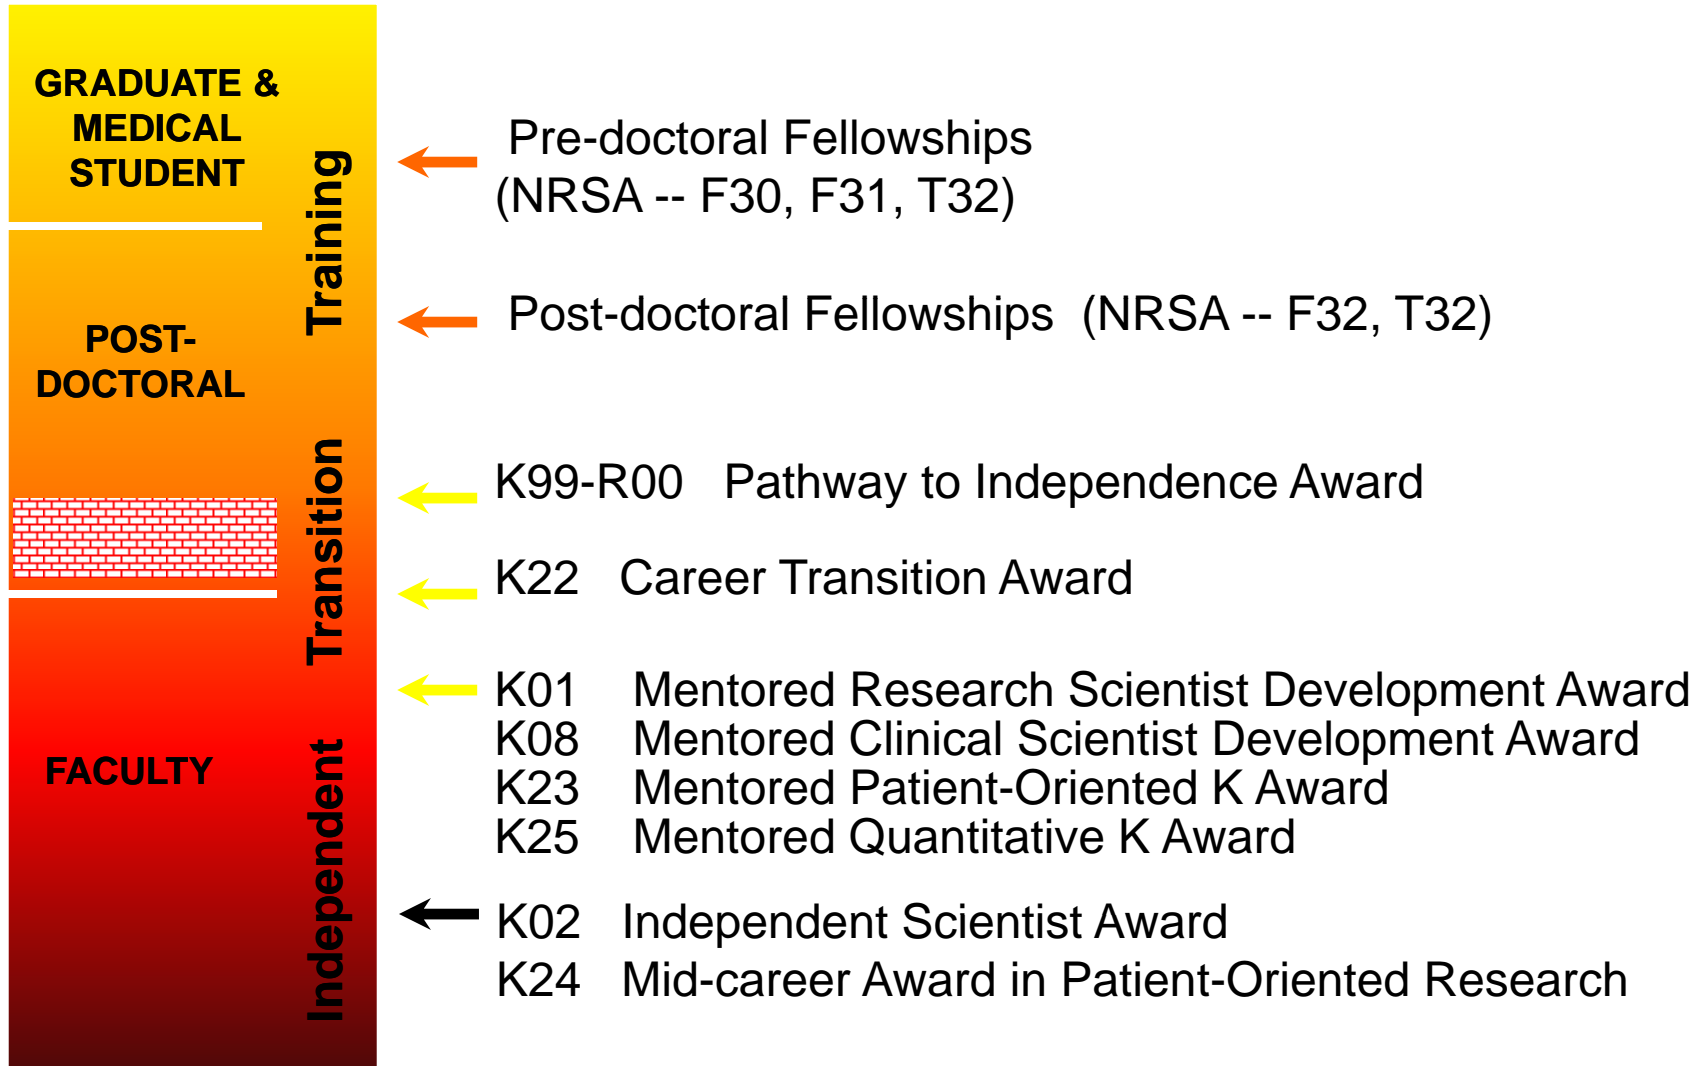 GRADUATE &
MEDICAL
STUDENT
Training
POST-
DOCTORAL
Transition
FACULTY
Independent
Pre-doctoral Fellowships
(NRSA -- F30, F31, T32)
Post-doctoral Fellowships (NRSA -- F32, T32)
K99-R00 Pathway to Independence Award
K22 Career Transition Award
K01 Mentored Research Scientist Development Award
K08 Mentored Clinical Scientist Development Award
K23 Mentored Patient-Oriented K Award
K25 Mentored Quantitative K Award
K02 Independent Scientist Award
K24 Mid-career Award in Patient-Oriented Research